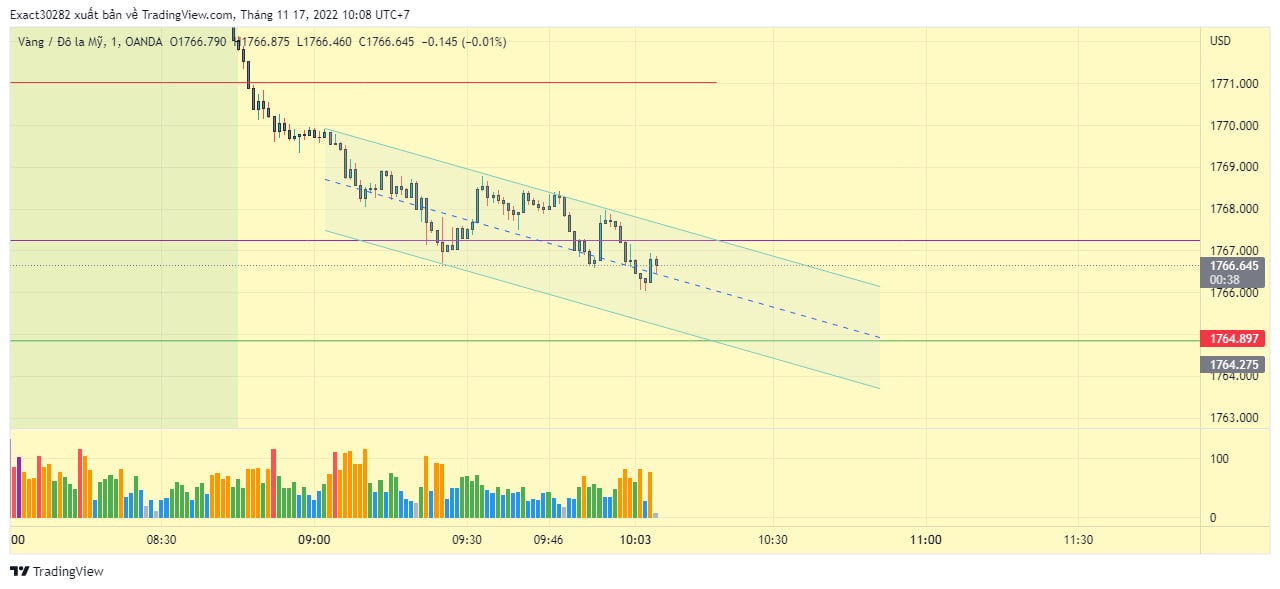 Exact30282 xuất bản về TradingView.com, Tháng 11 17, 2022 10:08 UTC+7
Vàng / Đô la Mỹ, 1, OANDA O1766.790 H1766.875 L1766.460 C1766.645 −0.145 (−0.01%)
USD
1771.000
1770.000
1769.000
1768.000
1767.000
1766.645
00:38
1766.000
1764.897
1764.275
1764.000
1763.000
100
0
00 08:30 09:00 09:30 09:46 10:03 10:30 11:00 11:30
TradingView